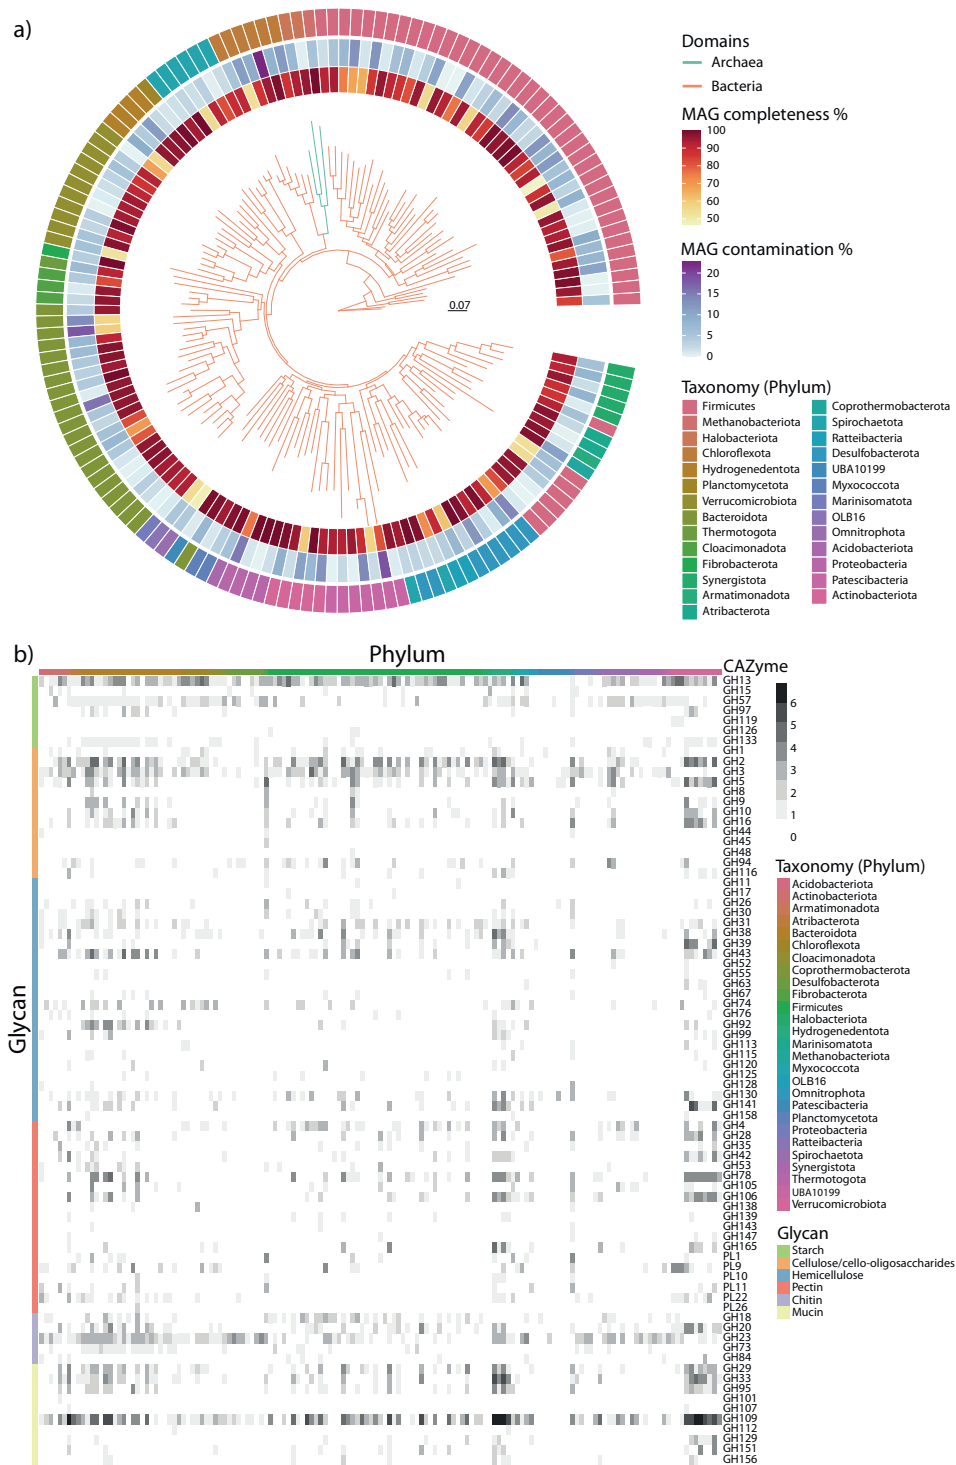 a)
Domains
Archaea
Bacteria
MAG completeness %
100
90
80
70
60
50
MAG contamination %
20
15
10
5
0
0.07
Taxonomy (Phylum)
Firmicutes
Methanobacteriota
Halobacteriota
Chloroflexota
Hydrogenedentota
Planctomycetota
Verrucomicrobiota
Bacteroidota
Thermotogota
Cloacimonadota
Fibrobacterota
Synergistota
Armatimonadota
Atribacterota
Coprothermobacterota
Spirochaetota
Ratteibacteria
Desulfobacterota
UBA10199
Myxococcota
Marinisomatota
OLB16
Omnitrophota
Acidobacteriota
Proteobacteria
Patescibacteria
Actinobacteriota
b)
Phylum
Glycan
GH13
GH15
GH57
GH97
GH119
GH126
GH133
GH1
GH2
GH3
GH5
GH8
GH9
GH10
GH16
GH44
GH45
GH48
GH94
GH116
GH11
GH17
GH26
GH30
GH31
GH38
GH39
GH43
GH52
GH55
GH63
GH67
GH74
GH76
GH92
GH99
GH113
GH115
GH120
GH125
GH128
GH130
GH141
GH158
GH4
GH28
GH35
GH42
GH53
GH78
GH105
GH106
GH138
GH139
GH143
GH147
GH165
PL1
PL9
PL10
PL11
PL22
PL26
GH18
GH20
GH23
GH73
GH84
GH29
GH33
GH95
GH101
GH107
GH109
GH112
GH129
GH151
GH156
CAZyme
6
5
4
3
2
1
0
Taxonomy (Phylum)
Acidobacteriota
Actinobacteriota
Armatimonadota
Atribacterota
Bacteroidota
Chloroflexota
Cloacimonadota
Coprothermobacterota
Desulfobacterota
Fibrobacterota
Firmicutes
Halobacteriota
Hydrogenedentota
Marinisomatota
Methanobacteriota
Myxococcota
OLB16
Omnitrophota
Patescibacteria
Planctomycetota
Proteobacteria
Ratteibacteria
Spirochaetota
Synergistota
Thermotogota
UBA10199
Verrucomicrobiota
Glycan
Starch
Cellulose/cello-oligosaccharides
Hemicellulose
Pectin
Chitin
Mucin